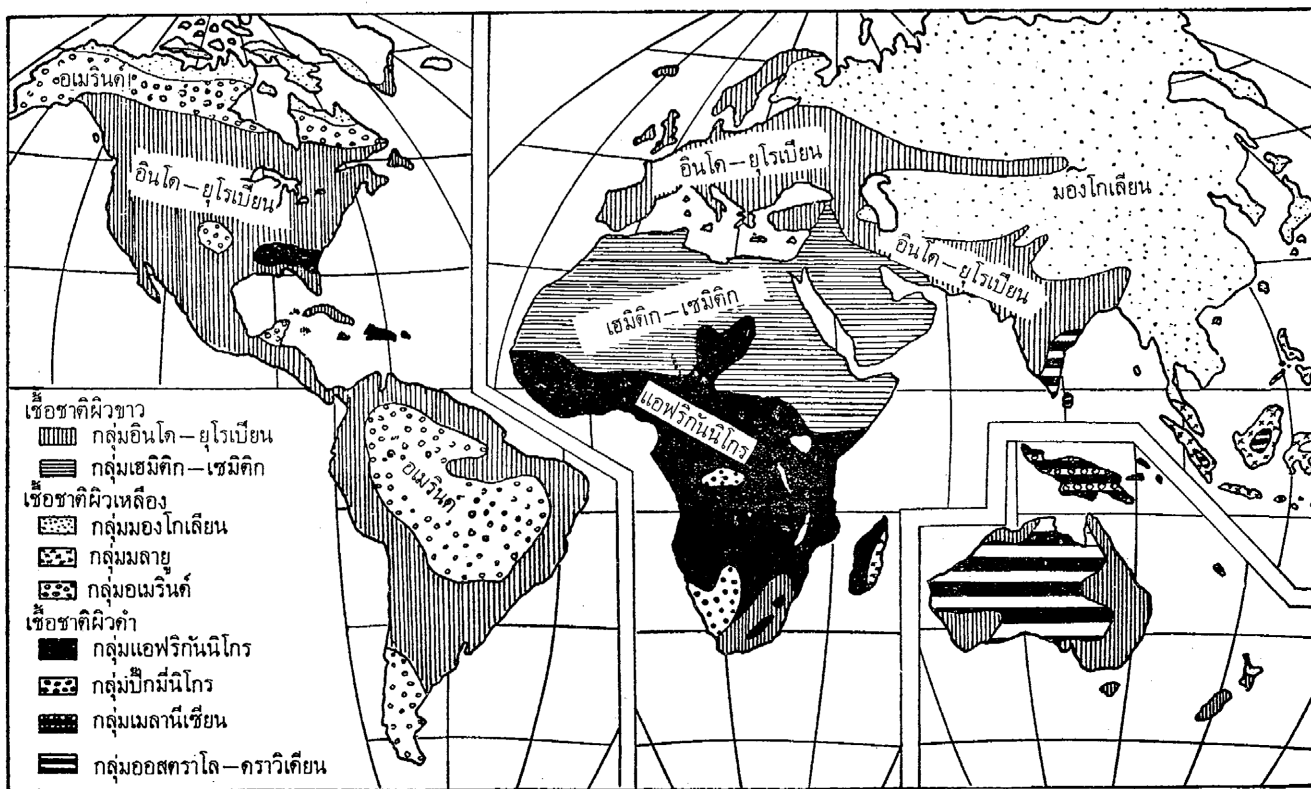 อเมรินด์
อินโด–ยุโรเบียน
อเมรินด์
อินโด–ยุโรเบียน
มองโกเลียน
อินโด–ยุโรเบียน
เฮมิติก–เซมิติก
แอฟริกันนิโกร
เชื้อชาติผิวขาว
กลุ่มอินโด–ยุโรเบียน
กลุ่มเฮมิติก–เซมิติก
เชื้อชาติผิวเหลือง
กลุ่มมองโกเลียน
กลุ่มมลายู
กลุ่มอเมรินด์
เชื้อชาติผิวดำ
กลุ่มแอฟริกันนิโกร
กลุ่มปิ๊กมี่นิโกร
กลุ่มเมลานีเซียน
กลุ่มออสตราโล–ดราวิเดียน